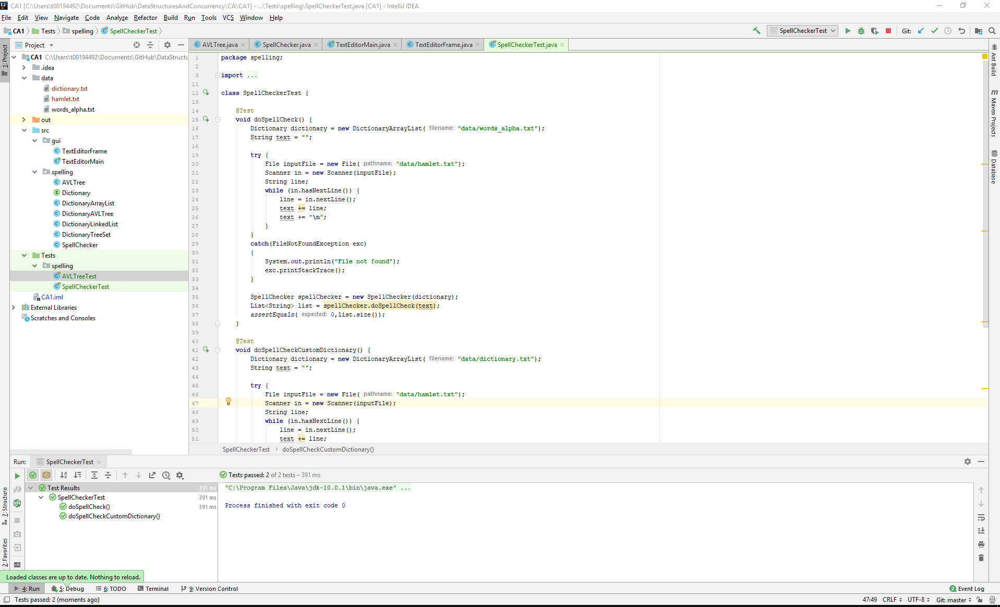 CA1 [C:\Users\t00194492\Documents\GitHub\DataStructuresAndConcurrency\CA\CA1] - ...\Tests\spelling\SpellCheckerTest.java [CA1] - IntelliJ IDEA
File Edit View Navigate Code Analyze Refactor Build Run Tools VCS Window Help
CA1 Tests spelling SpellCheckerTest
SpellCheckerTest
Git:
1: Project
Project
AVLTree.java
SpellChecker.java
TextEditorMain.java
TextEditorFrame.java
SpellCheckerTest.java
CA1 C:\Users\t00194492\Documents\GitHub\DataStructu
.idea
data
dictionary.txt
hamlet.txt
words_alpha.txt
out
src
gui
TextEditorFrame
TextEditorMain
spelling
AVLTree
Dictionary
DictionaryArrayList
DictionaryAVLTree
DictionaryLinkedList
DictionaryTreeSet
SpellChecker
Tests
spelling
AVLTreeTest
SpellCheckerTest
CA1.iml
External Libraries
Scratches and Consoles
1 package spelling;
2
3 import ...
11
12 class SpellCheckerTest {
13
14 @Test
15 void doSpellCheck() {
16 Dictionary dictionary = new DictionaryArrayList( filename: "data/words_alpha.txt");
17 String text = "";
18
19 try {
20 File inputFile = new File( pathname: "data/hamlet.txt");
21 Scanner in = new Scanner(inputFile);
22 String line;
23 while (in.hasNextLine()) {
24 line = in.nextLine();
25 text += line;
26 text += "\n";
27 }
28 }
29 catch(FileNotFoundException exc)
30 {
31 System.out.println("File not found");
32 exc.printStackTrace();
33 }
34
35 SpellChecker spellChecker = new SpellChecker(dictionary);
36 List<String> list = spellChecker.doSpellCheck(text);
37 assertEquals( expected: 0,list.size());
38 }
39
40 @Test
41 void doSpellCheckCustomDictionary() {
42 Dictionary dictionary = new DictionaryArrayList( filename: "data/dictionary.txt");
43 String text = "";
44
45 try {
46 File inputFile = new File( pathname: "data/hamlet.txt");
47 Scanner in = new Scanner(inputFile);
48 String line;
49 while (in.hasNextLine()) {
50 line = in.nextLine();
51 text += line;
SpellCheckerTest › doSpellCheckCustomDictionary()
Ant Build
Maven Projects
Database
Run: SpellCheckerTest
Tests passed: 2 of 2 tests – 391 ms
Test Results 391 ms
SpellCheckerTest 391 ms
doSpellCheck() 391 ms
doSpellCheckCustomDictionary()
"C:\Program Files\Java\jdk-10.0.1\bin\java.exe" ...
Process finished with exit code 0
7: Structure
2: Favorites
Loaded classes are up to date. Nothing to reload.
4: Run 5: Debug 6: TODO Terminal 9: Version Control 2 Event Log
Tests passed: 2 (moments ago) 47:49 CRLF UTF-8 Git: master